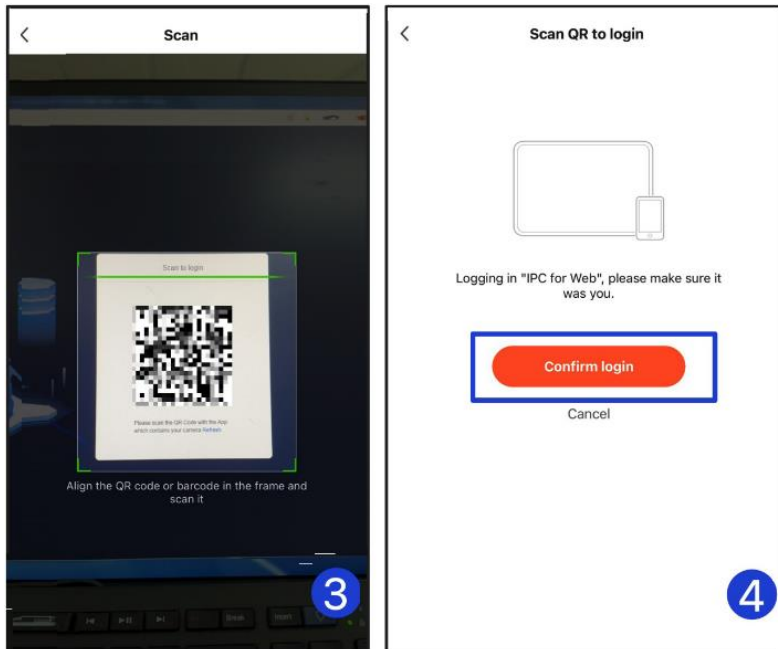 Scan
Scan to login
Please scan the QR Code with the App
which contains your camera Refresh
Align the QR code or barcode in the frame and
scan it
Break
Insert
3
Scan QR to login
Logging in "IPC for Web", please make sure it
was you.
Confirm login
Cancel
4